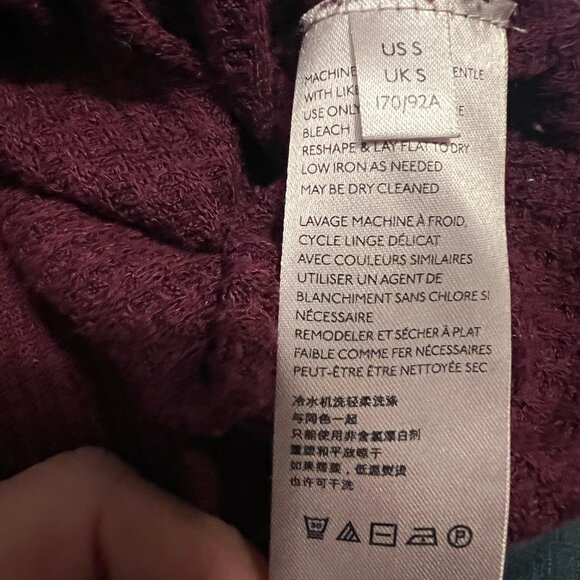 US S
UK S
170/92A
MACHINE ENTLE
WITH LIK
USE ONLY E
BLEACH
RESHAPE & LAY FLAT TO DRY
LOW IRON AS NEEDED
MAY BE DRY CLEANED
LAVAGE MACHINE À FROID,
CYCLE LINGE DÉLICAT
AVEC COULEURS SIMILAIRES
UTILISER UN AGENT DE
BLANCHIMENT SANS CHLORE SI
NÉCESSAIRE
REMODELER ET SÉCHER À PLAT
FAIBLE COMME FER NÉCESSAIRES
PEUT-ÊTRE ÊTRE NETTOYÉE SEC
冷水机洗轻柔洗涤
与同色一起
只能使用非含氯漂白剂
重塑和平放晾干
如果需要，低温熨烫
也许可干洗
30 P